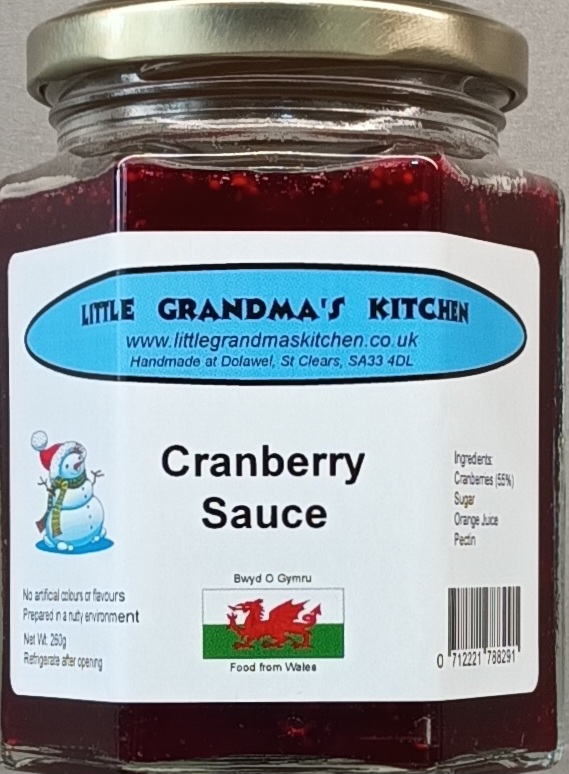 LITTLE GRANDMA'S KITCHEN
www.littlegrandmaskitchen.co.uk
Handmade at Dolawel, St Clears, SA33 4DL
Cranberry
Sauce
Ingredients:
Cranberries (55%)
Sugar
Orange Juice
Pectin
No artifical colours or flavours
Prepared in a nutty environment
Net Wt. 260g
Refrigerate after opening
Bwyd O Gymru
Food from Wales
0 712221 788291